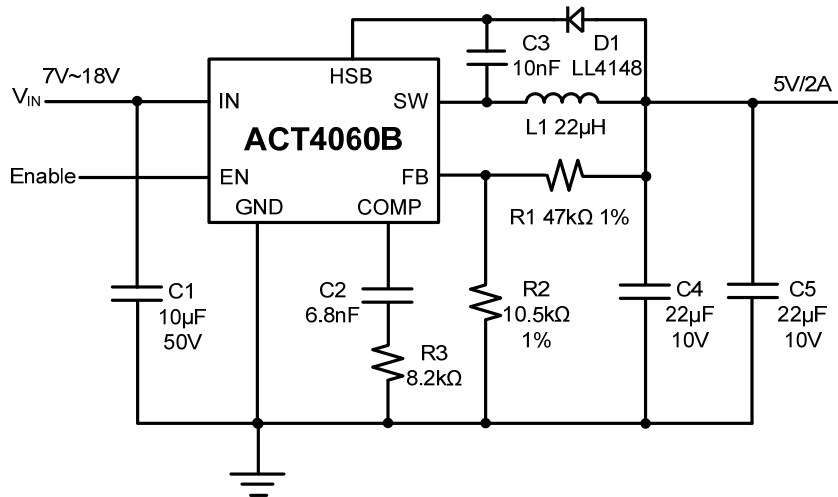 7V~18V
V_IN
HSB
C3
10nF
D1
LL4148
5V/2A
IN
SW
L1 22µH
ACT4060B
Enable
EN
FB
GND
COMP
R1 47kΩ 1%
C1
10µF
50V
C2
6.8nF
R3
8.2kΩ
R2
10.5kΩ
1%
C4
22µF
10V
C5
22µF
10V